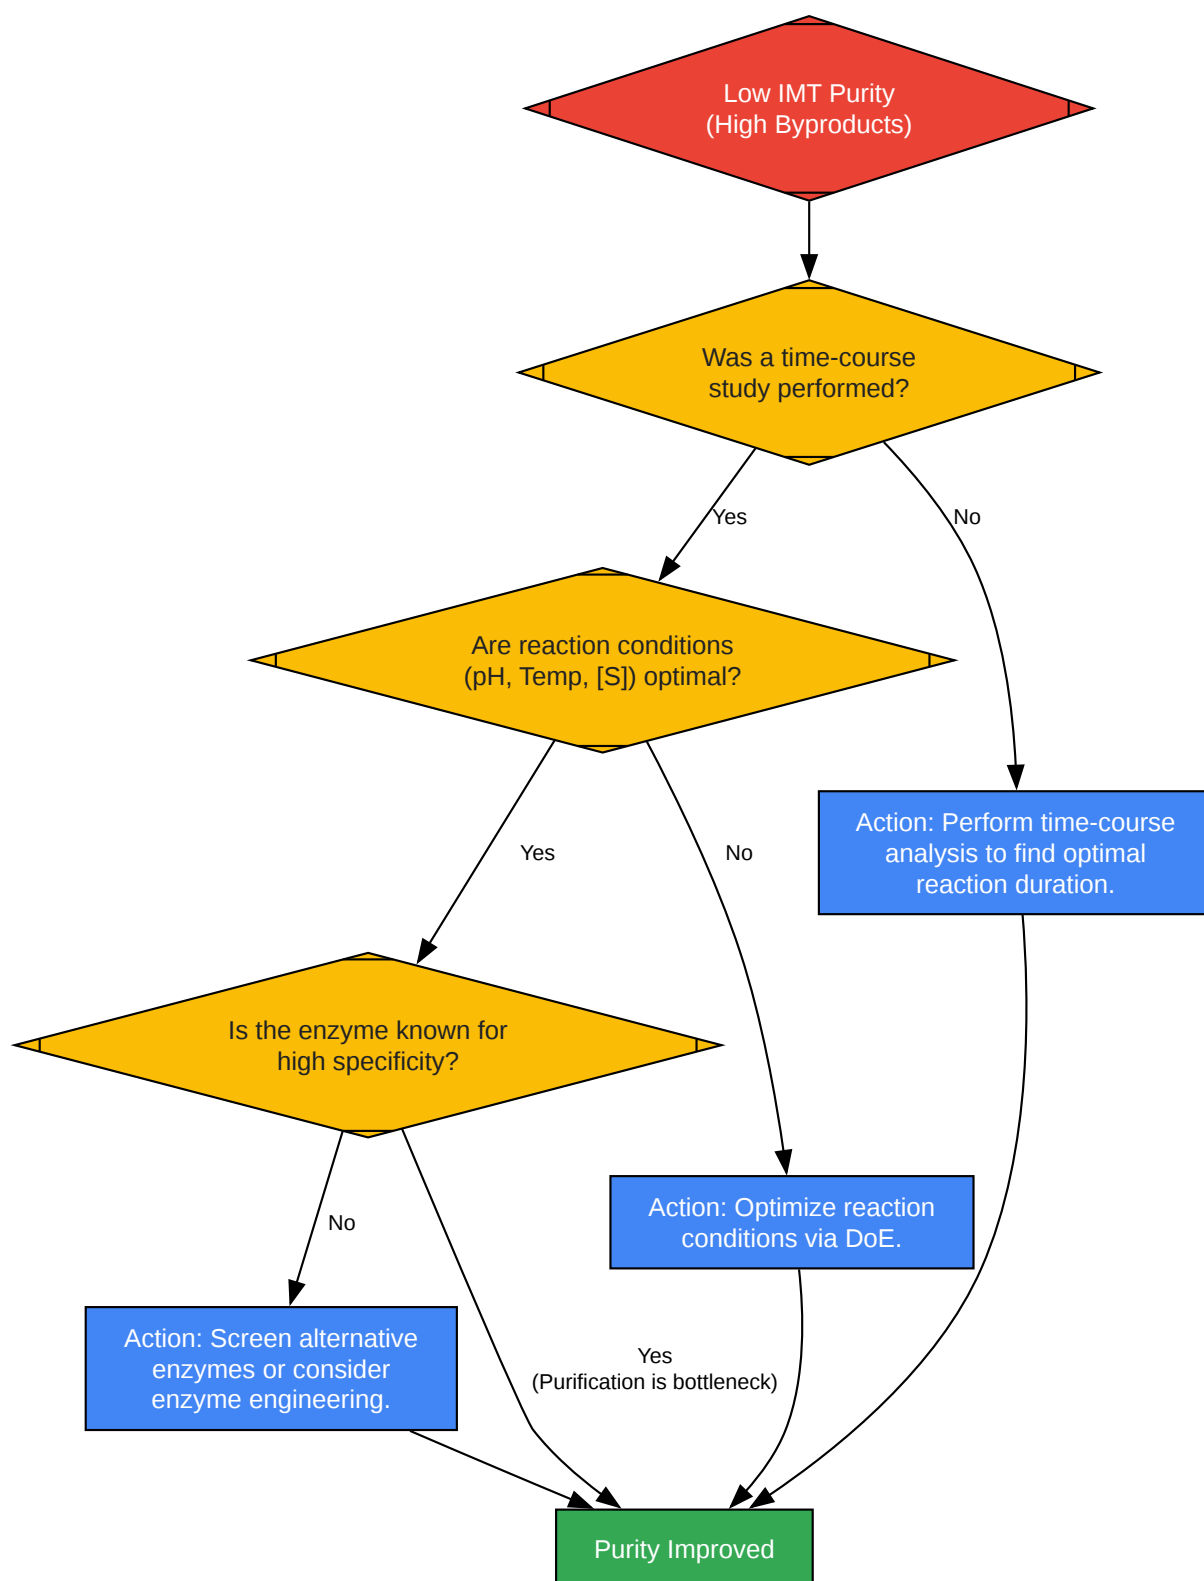 Low IMT Purity
(High Byproducts)
Was a time-course
study performed?
Yes
No
Are reaction conditions
(pH, Temp, [S]) optimal?
Action: Perform time-course
analysis to find optimal
reaction duration.
Yes
No
Is the enzyme known for
high specificity?
Action: Optimize reaction
conditions via DoE.
No
Action: Screen alternative
enzymes or consider
enzyme engineering.
Yes
(Purification is bottleneck)
Purity Improved